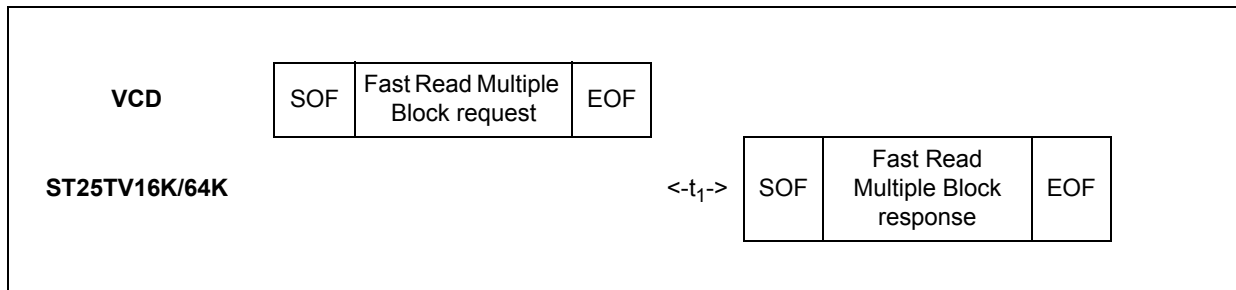 VCD
SOF
Fast Read Multiple
Block request
EOF
ST25TV16K/64K
<-t₁->
SOF
Fast Read
Multiple Block
response
EOF